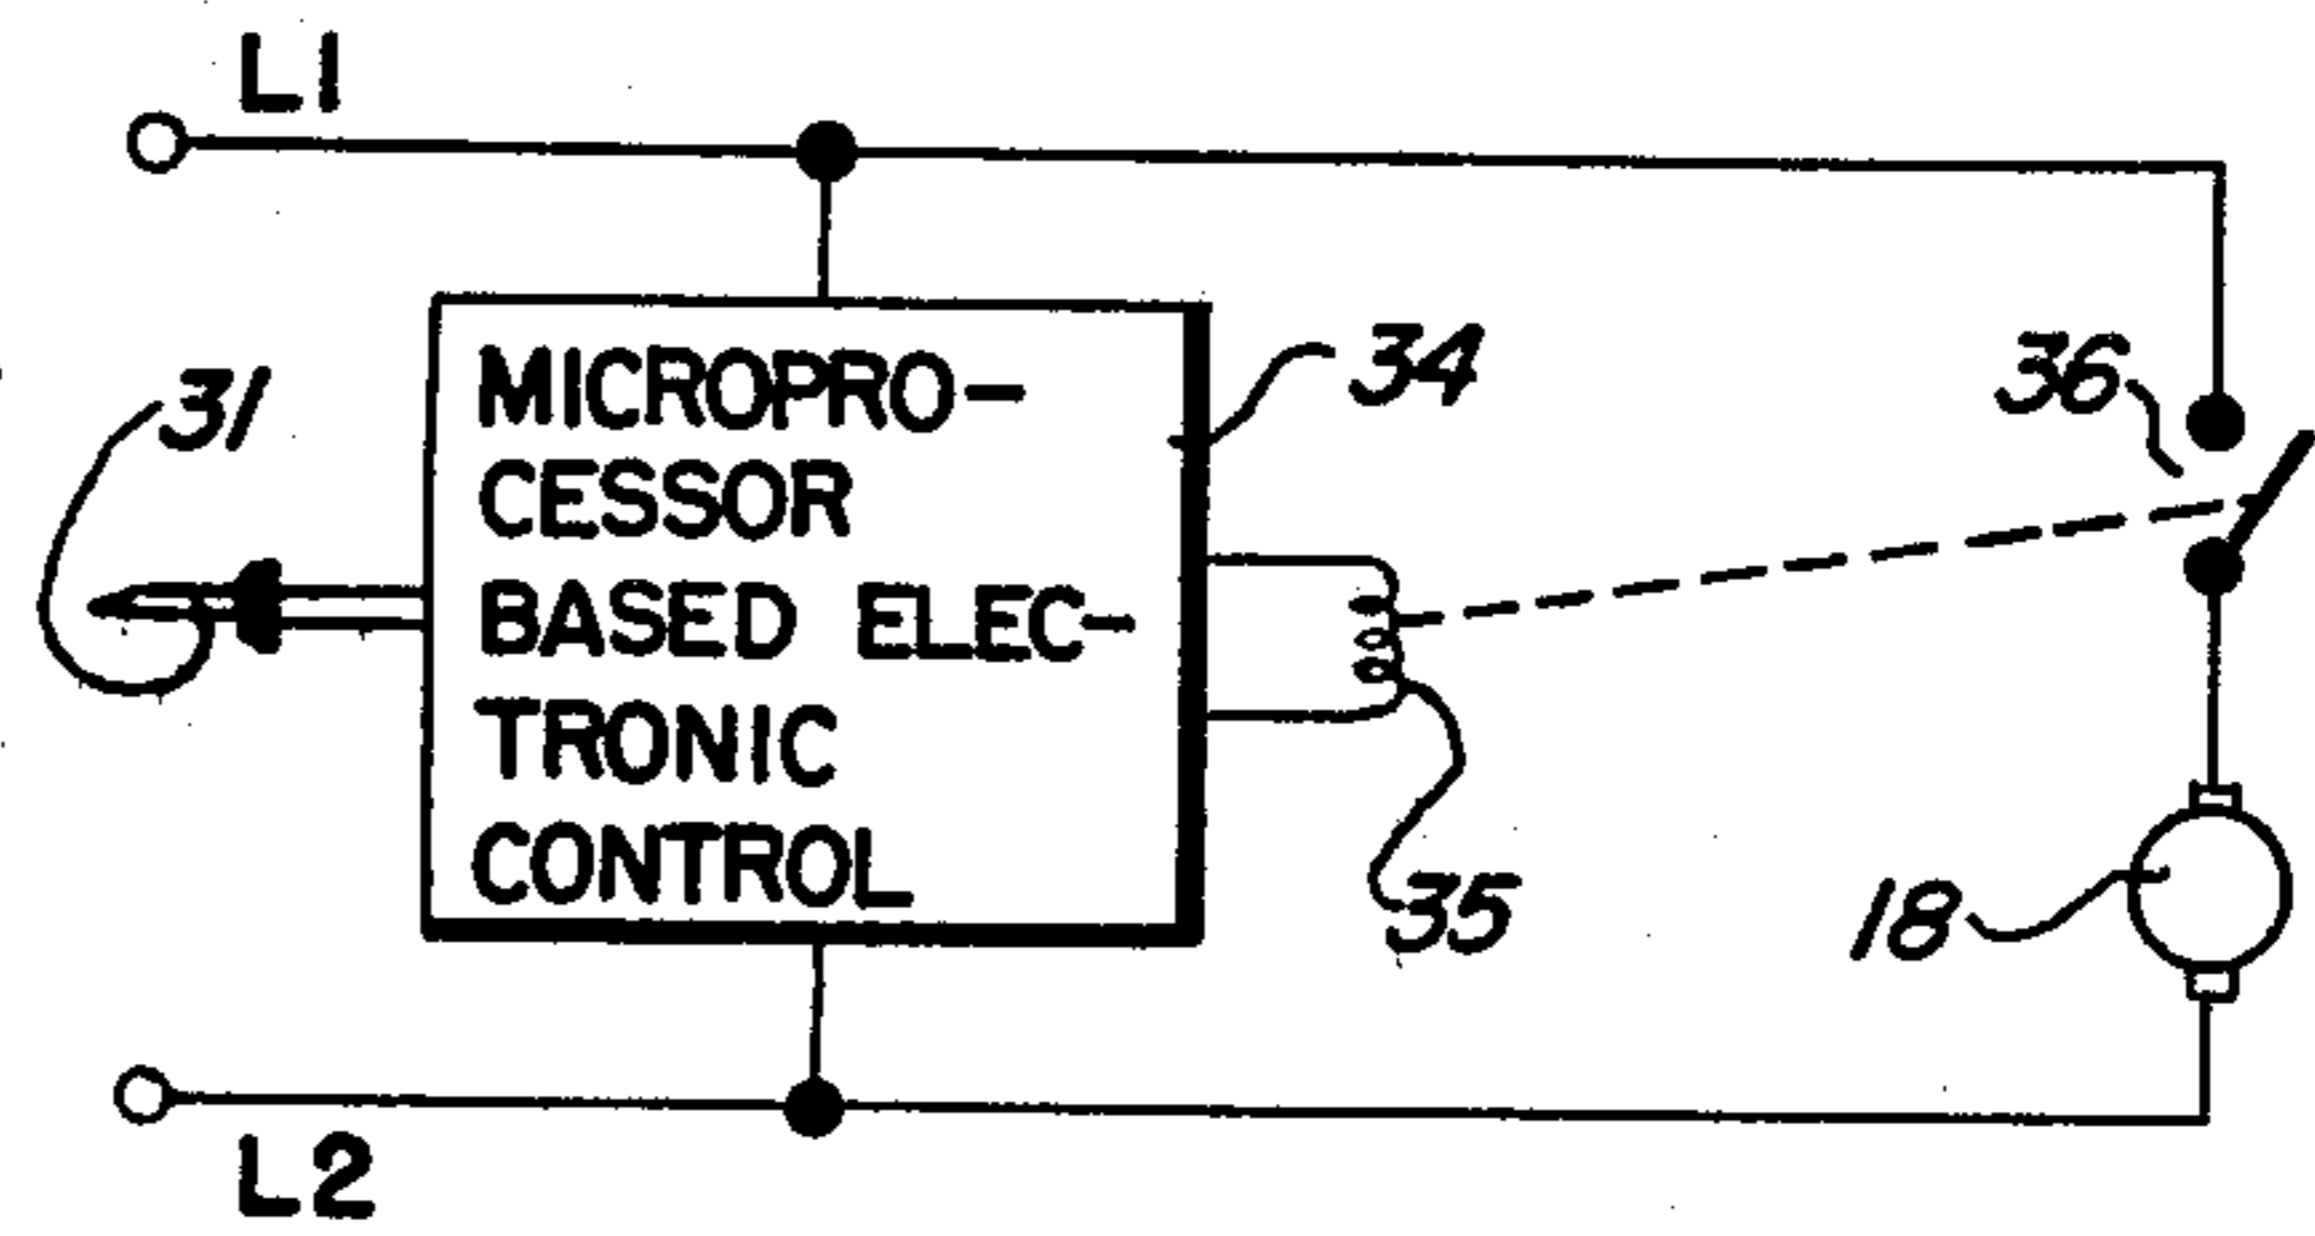 L1
MICROPRO-
CESSOR
BASED ELEC-
TRONIC
CONTROL
34
36
31
35
18
L2